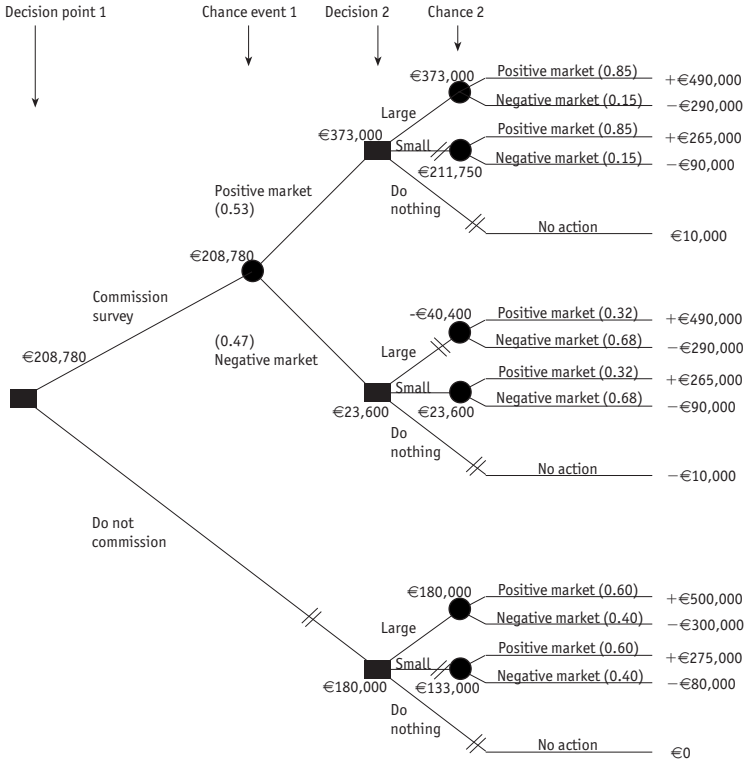 Decision point 1
Chance event 1
Decision 2
Chance 2
€373,000
Positive market (0.85)
+€490,000
Negative market (0.15)
−€290,000
Large
€373,000
Positive market (0.85)
+€265,000
Small
Negative market (0.15)
−€90,000
€211,750
Positive market
(0.53)
Do
nothing
No action
€10,000
€208,780
Commission
survey
-€40,400
Positive market (0.32)
+€490,000
(0.47)
Negative market
Negative market (0.68)
−€290,000
Large
€208,780
Positive market (0.32)
+€265,000
Small
Negative market (0.68)
−€90,000
€23,600
€23,600
Do
nothing
No action
−€10,000
Do not
commission
€180,000
Positive market (0.60)
+€500,000
Negative market (0.40)
−€300,000
Large
Positive market (0.60)
+€275,000
Small
Negative market (0.40)
−€80,000
€180,000
€133,000
Do
nothing
No action
€0